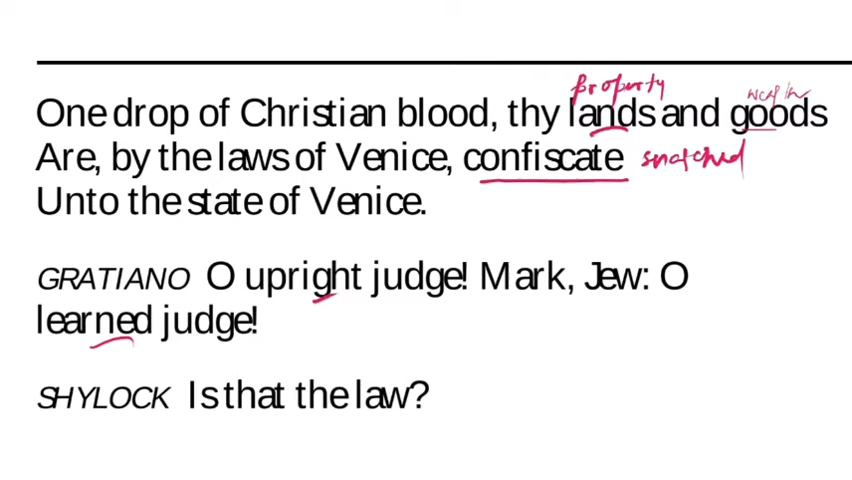 property
wealth
One drop of Christian blood, thy lands and goods
Are, by the laws of Venice, confiscate snatched
Unto the state of Venice.
GRATIANO O upright judge! Mark, Jew: O
learned judge!
SHYLOCK Is that the law?